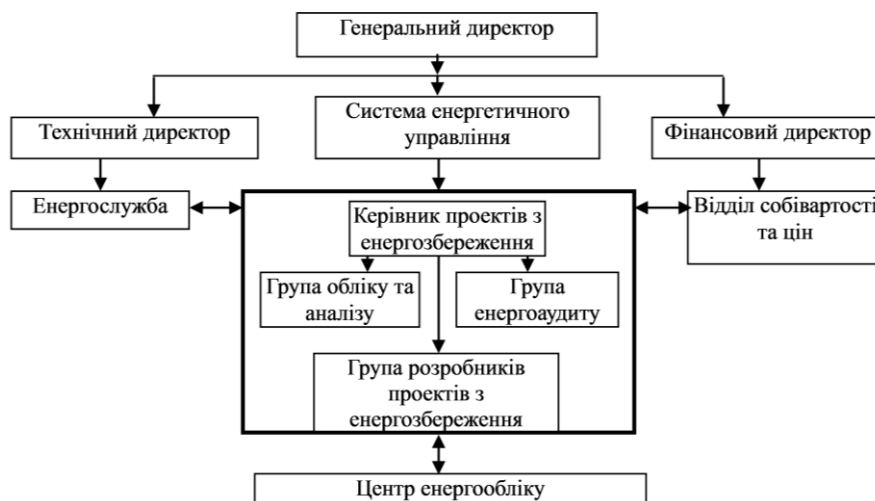 Генеральний директор
Технічний директор
Система енергетичного
управління
Фінансовий директор
Енергослужба
Керівник проектів з
енергозбереження
Відділ собівартості
та цін
Група обліку та
аналізу
Група
енергоаудиту
Група розробників
проектів з
енергозбереження
Центр енергообліку